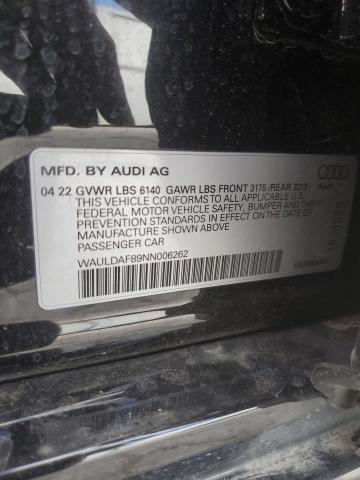 MFD. BY AUDI AG
Audi
04 22 GVWR LBS 6140 GAWR LBS FRONT 3175 /REAR 3219
THIS VEHICLE CONFORMS TO ALL APPLICABLE U.S.
FEDERAL MOTOR VEHICLE SAFETY, BUMPER AND THEFT
PREVENTION STANDARDS IN EFFECT ON THE DATE OF
MANUFACTURE SHOWN ABOVE
PASSENGER CAR
WAULDAF89NN006262